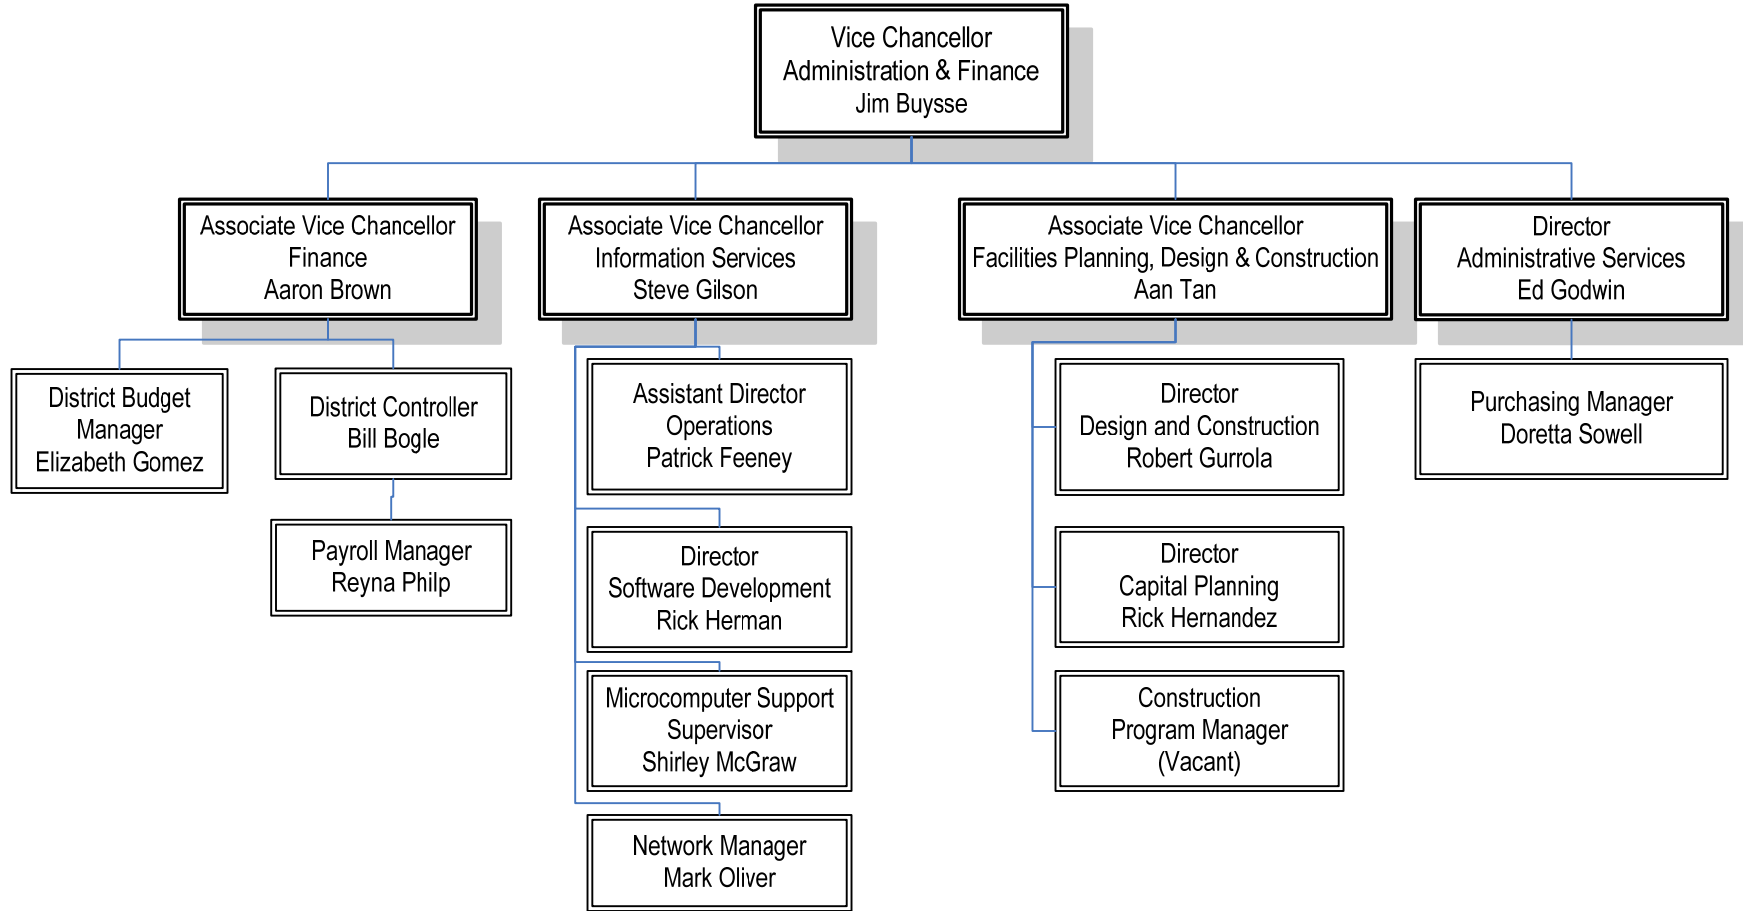 Vice Chancellor
Administration & Finance
Jim Buysse
Associate Vice Chancellor
Finance
Aaron Brown
Associate Vice Chancellor
Information Services
Steve Gilson
Associate Vice Chancellor
Facilities Planning, Design & Construction
Aan Tan
Director
Administrative Services
Ed Godwin
District Budget
Manager
Elizabeth Gomez
District Controller
Bill Bogle
Payroll Manager
Reyna Philp
Assistant Director
Operations
Patrick Feeney
Director
Software Development
Rick Herman
Microcomputer Support
Supervisor
Shirley McGraw
Network Manager
Mark Oliver
Director
Design and Construction
Robert Gurrola
Director
Capital Planning
Rick Hernandez
Construction
Program Manager
(Vacant)
Purchasing Manager
Doretta Sowell